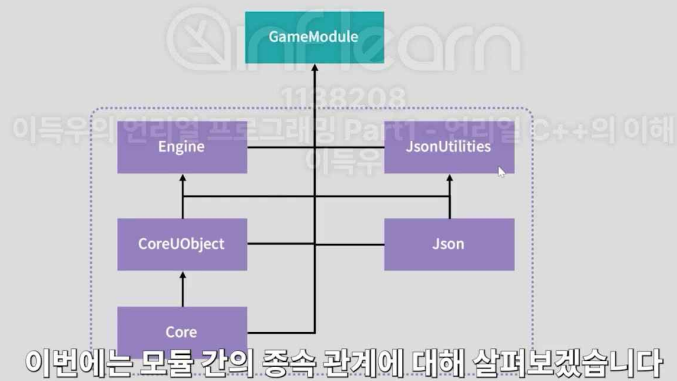 GameModule
inflearn
1138208
이득우의 언리얼 프로그래밍 Part1 - 언리얼 C++의 이해
이득우
Engine
JsonUtilities
CoreUObject
Json
Core
이번에는 모듈 간의 종속 관계에 대해 살펴보겠습니다